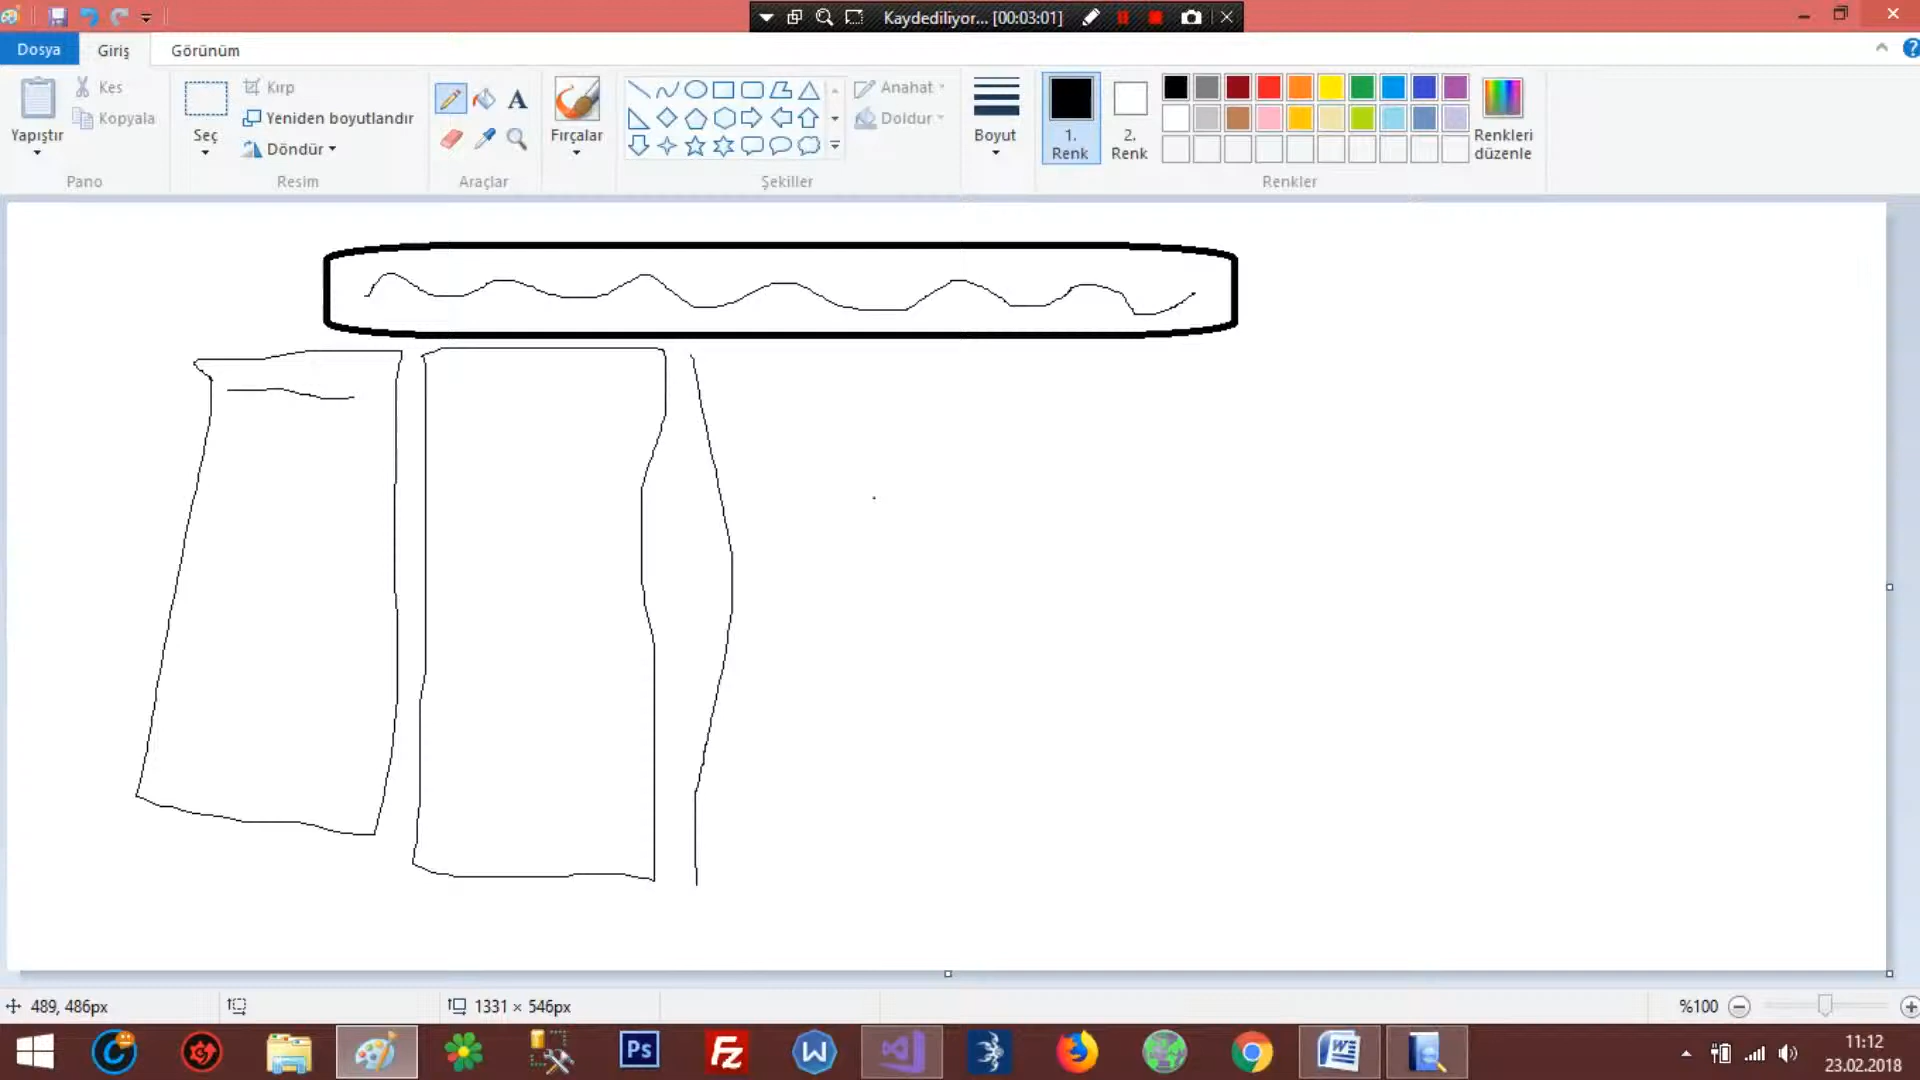 Kaydediliyor... [00:03:01]
Dosya Giriş Görünüm
Yapıştır Kes Kopyala
Seç Kırp Yeniden boyutlandır Döndür
A
Fırçalar
Anahat Doldur
Boyut
1. Renk
2. Renk
Renkleri düzenle
Pano Resim Araçlar Şekiller Renkler
489, 486px 1331 × 546px %100
Ps Fz W
11:12
23.02.2018